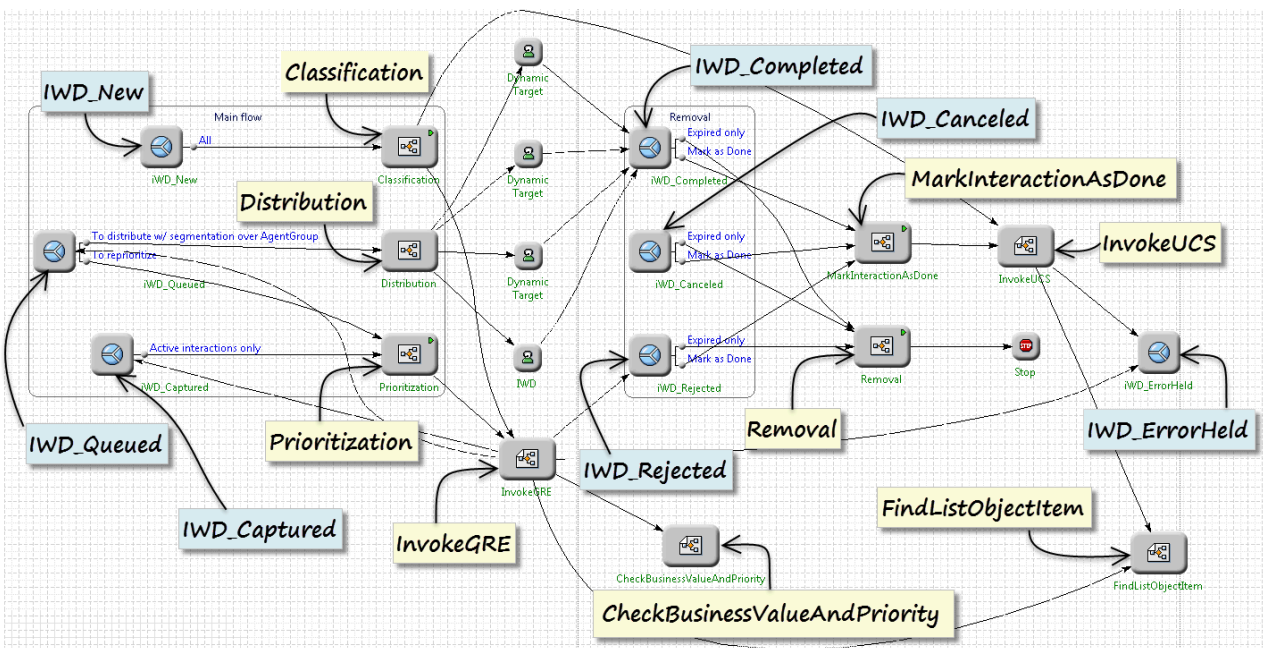 IWD_New
Classification
Dynamic
Target
IWD_Completed
IWD_Canceled
Main flow
All
iWD_New
Classification
Removal
Expired only
Mark as Done
iWD_Completed
Dynamic
Target
MarkInteractionAsDone
Distribution
To distribute w/ segmentation over AgentGroup
To reprioritize
iWD_Queued
Distribution
Dynamic
Target
Expired only
Mark as Done
iWD_Canceled
MarkInteractionAsDone
InvokeUCS
InvokeUCS
Active interactions only
iWD_Captured
Prioritization
IWD
Expired only
Mark as Done
iWD_Rejected
Removal
STOP
Stop
iWD_ErrorHeld
IWD_Queued
Prioritization
IWD_Rejected
Removal
IWD_ErrorHeld
InvokeGRE
IWD_Captured
InvokeGRE
FindListObjectItem
CheckBusinessValueAndPriority
FindListObjectItem
CheckBusinessValueAndPriority